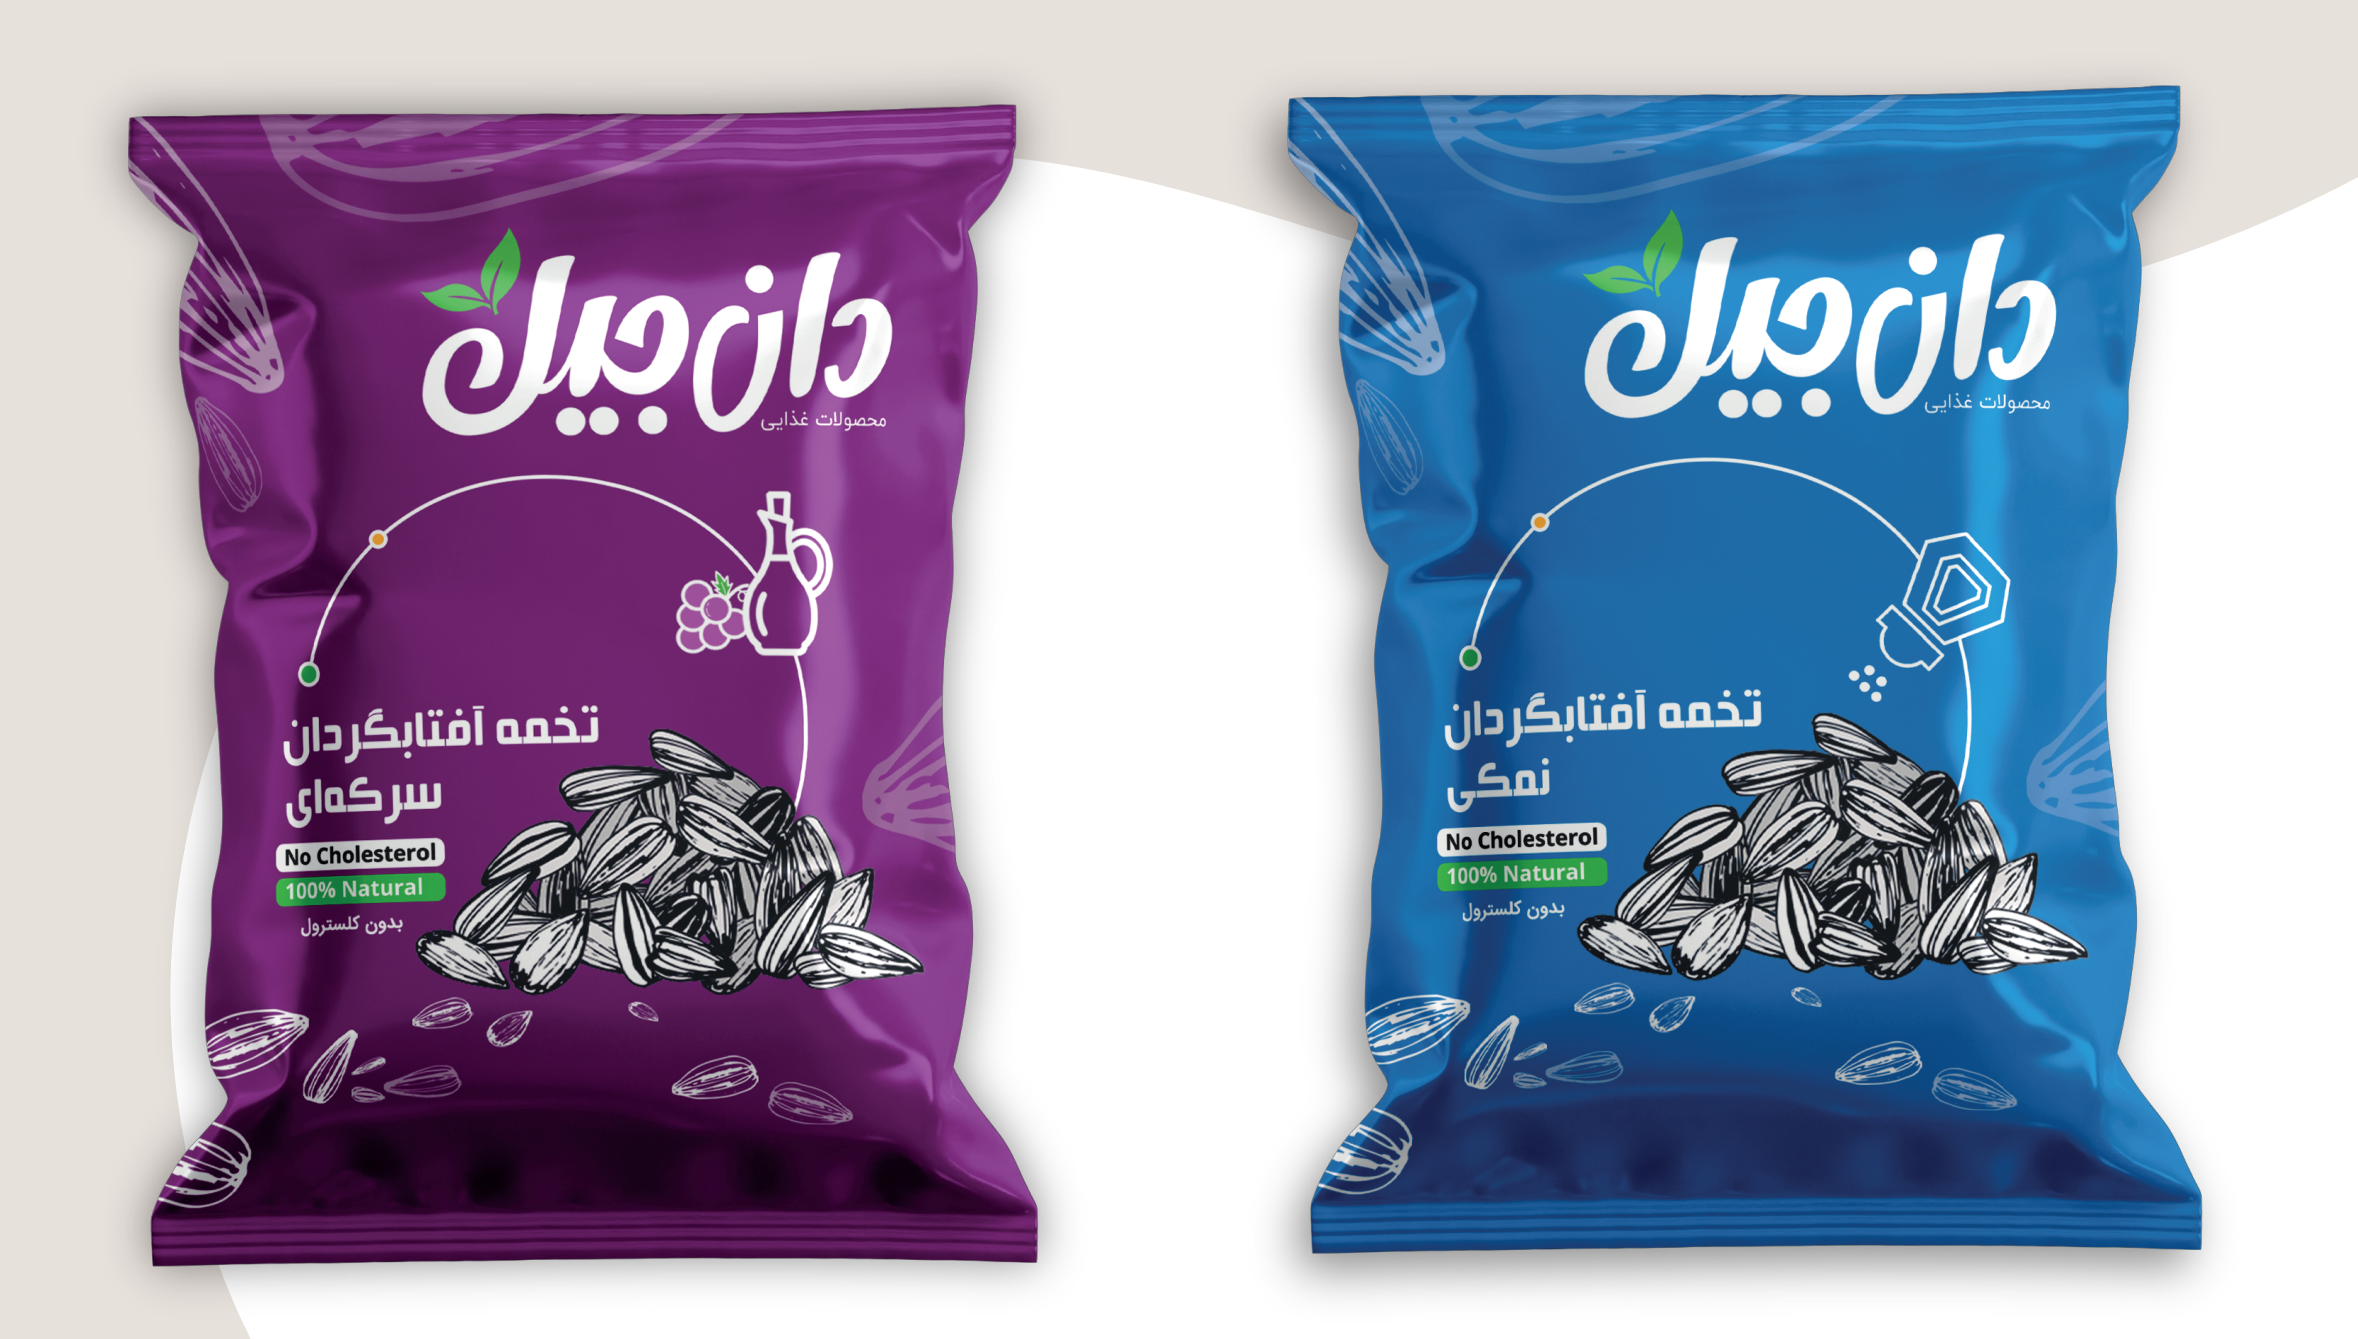 دان‌جیل
محصولات غذایی
تخمه آفتابگردان
سرکه‌ای
No Cholesterol
100% Natural
بدون کلسترول
دان‌جیل
محصولات غذایی
تخمه آفتابگردان
نمکی
No Cholesterol
100% Natural
بدون کلسترول